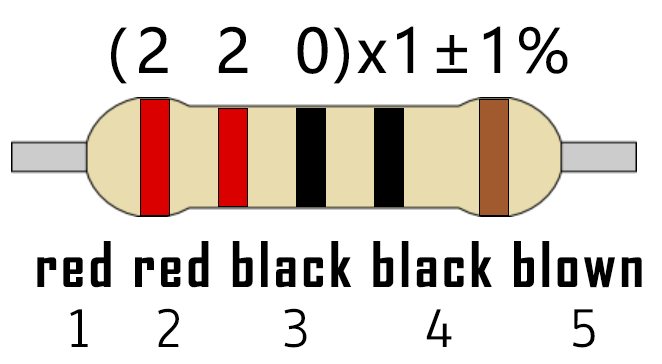 (2 2 0)x1±1%
red red black black blown
1 2 3 4 5